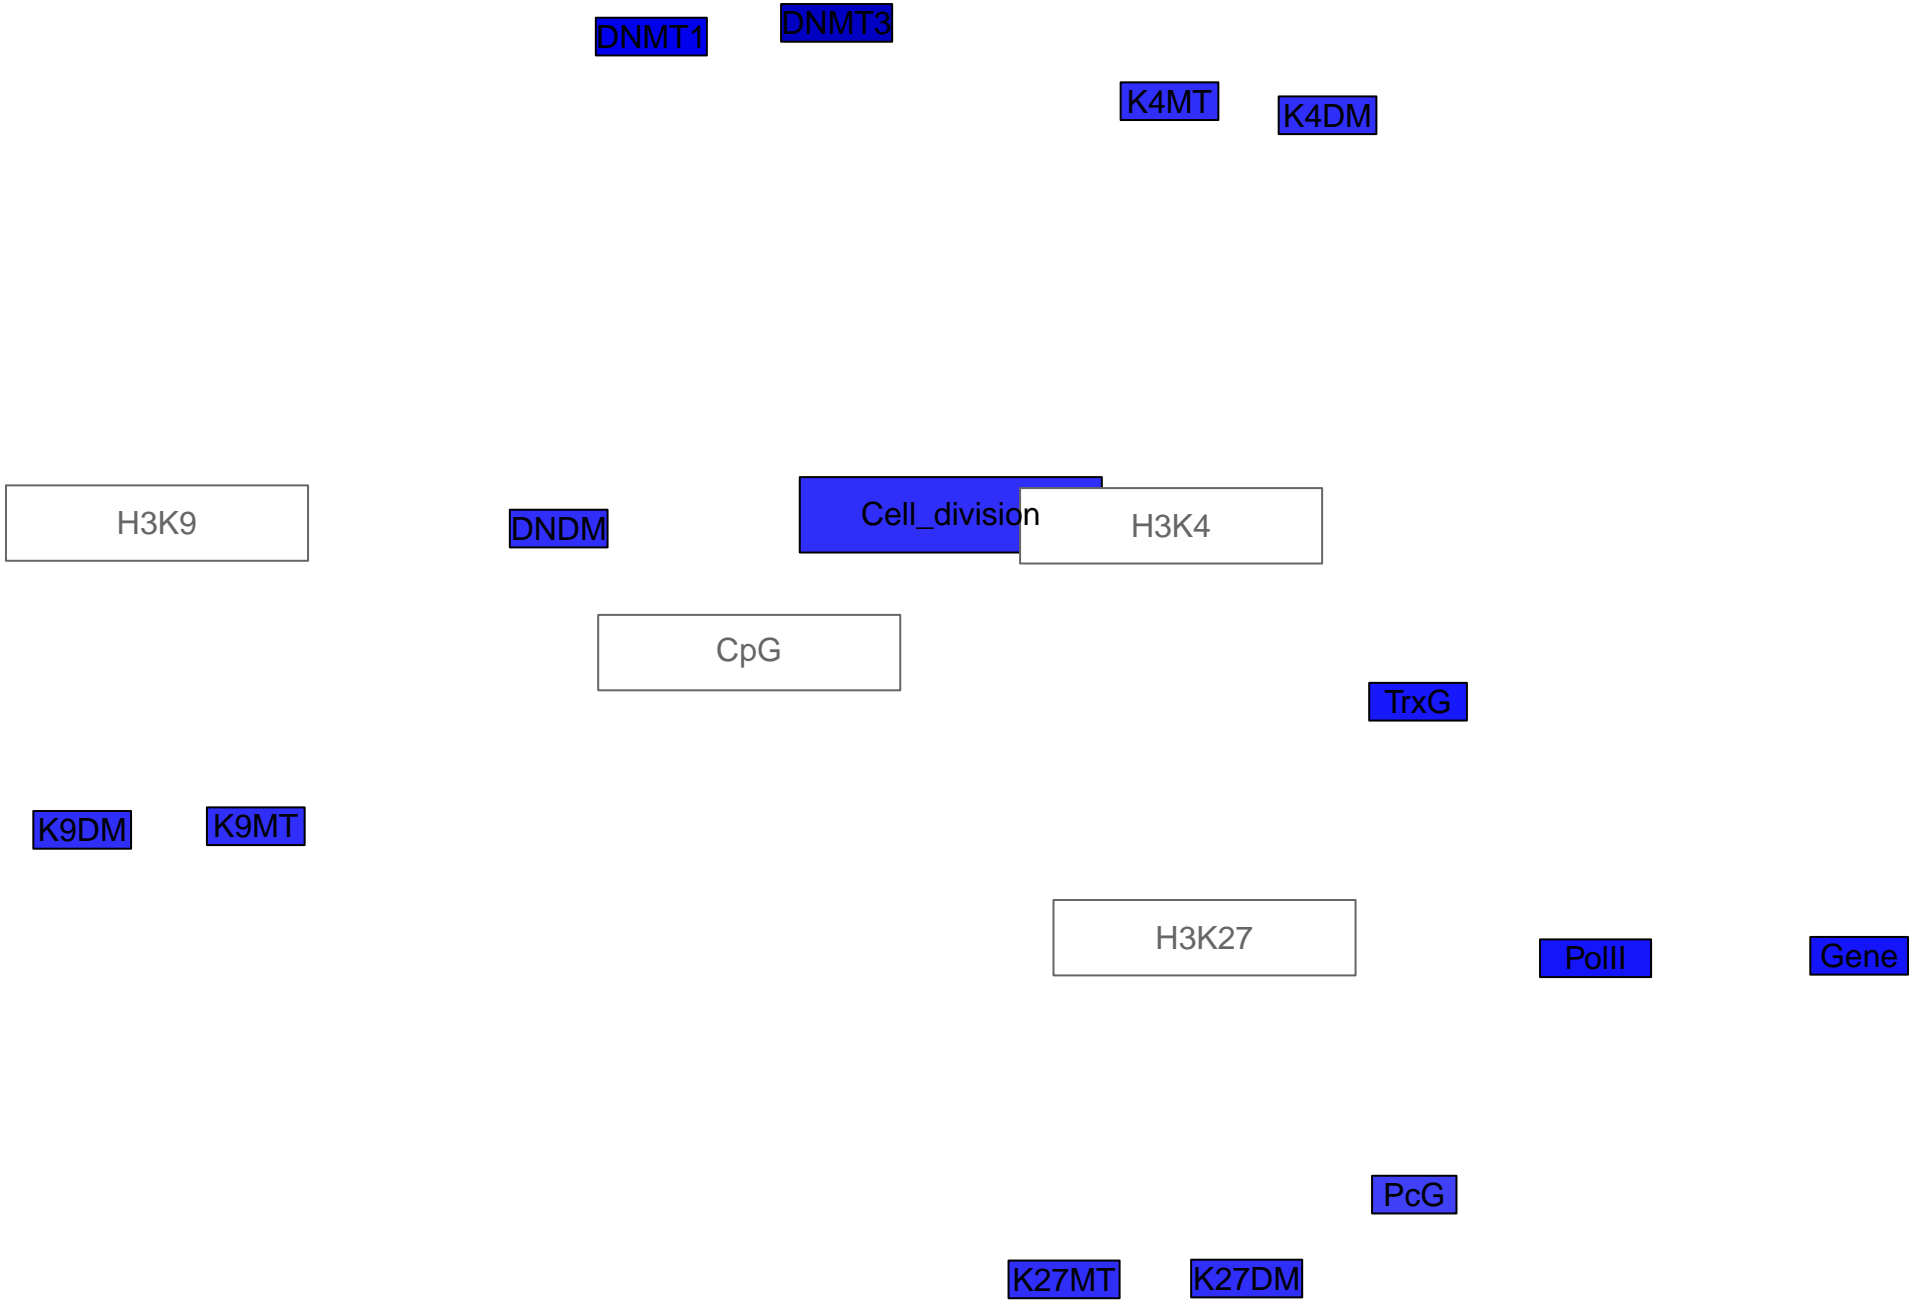 DNMT1
DNMT3
K4MT
K4DM
H3K9
DNDM
Cell_division
H3K4
CpG
TrxG
K9DM
K9MT
H3K27
PolII
Gene
PcG
K27MT
K27DM